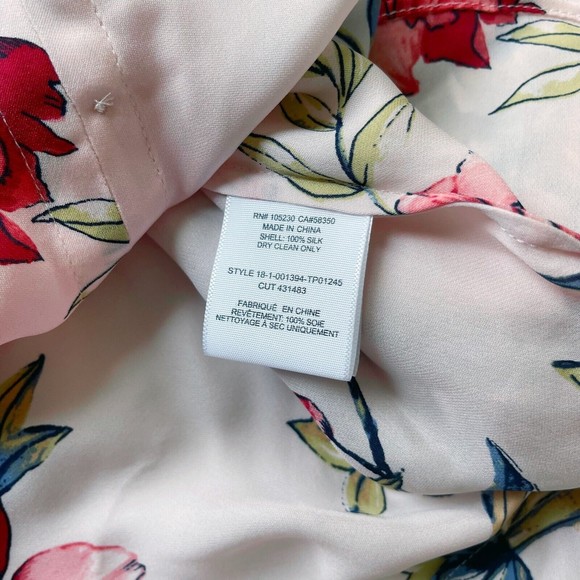 RN# 105230 CA#58350
MADE IN CHINA
SHELL: 100% SILK
DRY CLEAN ONLY
STYLE 18-1-001394-TP01245
CUT 431483
FABRIQUÉ EN CHINE
REVÊTEMENT: 100% SOIE
NETTOYAGE À SEC UNIQUEMENT